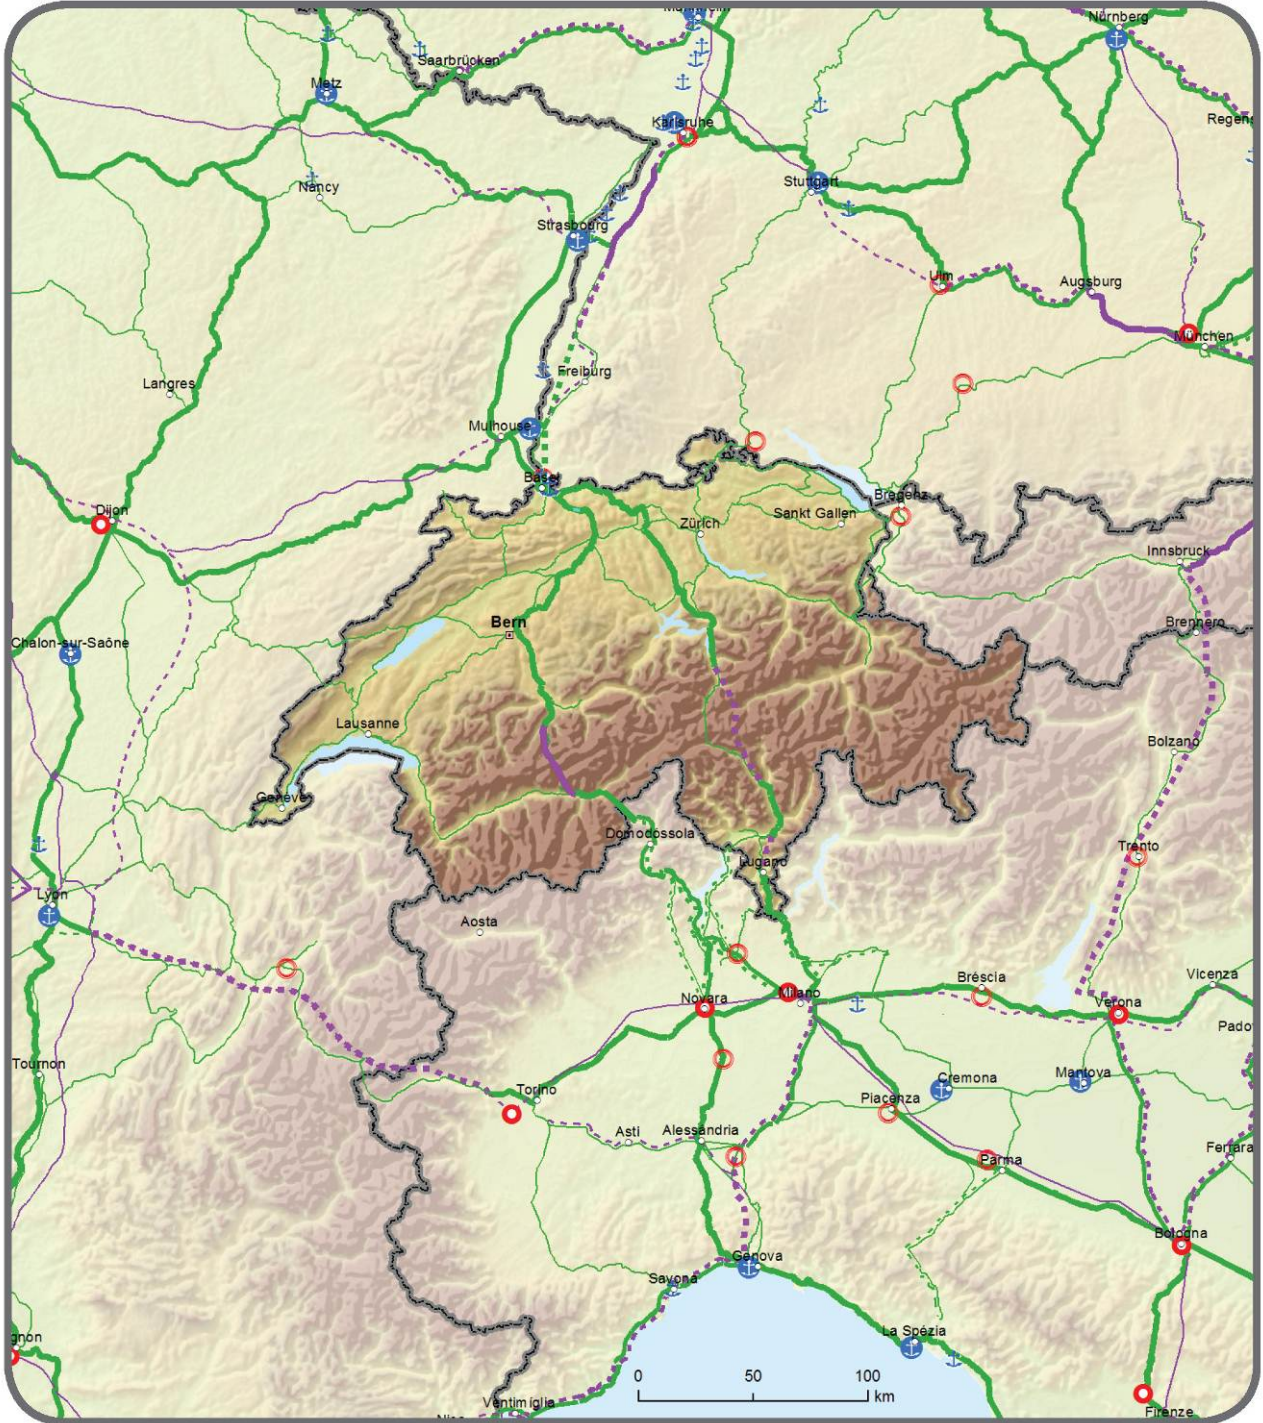 Mannheim
Nürnberg
Saarbrücken
Metz
Karlsruhe
Regens
Stuttgart
Nancy
Strasbourg
Ulm
Augsburg
München
Freiburg
Langres
Mulhouse
Basel
Bregenz
Dijon
Zürich
Sankt Gallen
Innsbruck
Bern
Brennero
Chalon-sur-Saône
Lausanne
Bolzano
Genève
Domodossola
Trento
Lugano
Lyon
Aosta
Bréscia
Vicenza
Novara
Milano
Verona
Pado
Tournon
Torino
Cremona
Mantova
Piacenza
Asti
Alessandria
Parma
Ferrara
Bologna
Genova
Savona
gnon
La Spézia
0 50 100
km
Ventimiglia
Firenze